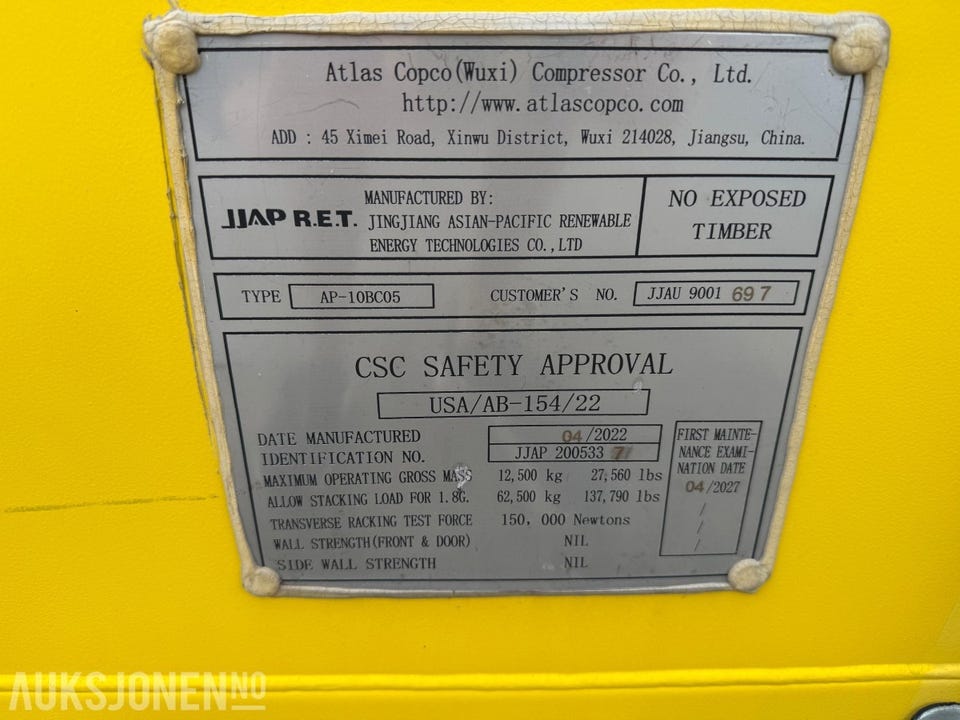 Atlas Copco(Wuxi) Compressor Co., Ltd.
http://www.atlascopco.com
ADD : 45 Ximei Road, Xinwu District, Wuxi 214028, Jiangsu, China.
JJAP R.E.T.
MANUFACTURED BY:
JINGJIANG ASIAN-PACIFIC RENEWABLE
ENERGY TECHNOLOGIES CO.,LTD
NO EXPOSED
TIMBER
TYPE AP-10BC05 CUSTOMER'S NO. JJAU 9001 697
CSC SAFETY APPROVAL
USA/AB-154/22
DATE MANUFACTURED 04/2022
IDENTIFICATION NO. JJAP 200533 7/
MAXIMUM OPERATING GROSS MASS 12,500 kg 27,560 lbs
ALLOW STACKING LOAD FOR 1.8G. 62,500 kg 137,790 lbs
TRANSVERSE RACKING TEST FORCE 150, 000 Newtons
WALL STRENGTH(FRONT & DOOR) NIL
SIDE WALL STRENGTH NIL
FIRST MAINTE-
NANCE EXAMI-
NATION DATE
04/2027
/
/
/
AUKSJONEN.NO